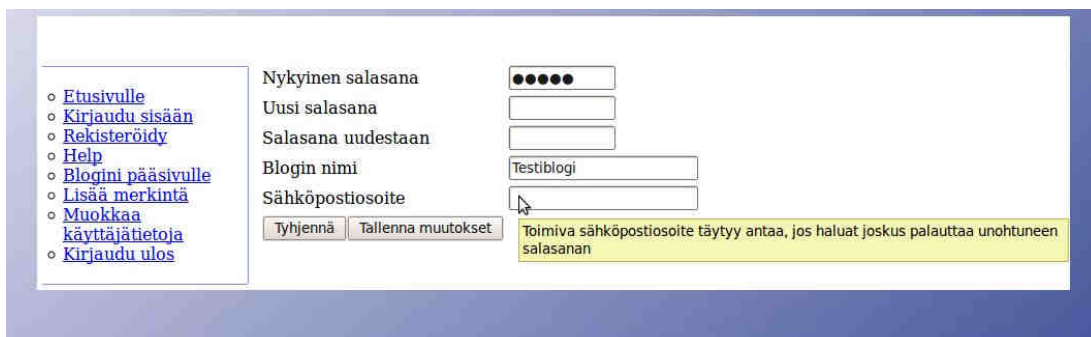 Etusivulle
Kirjaudu sisään
Rekisteröidy
Help
Blogini pääsivulle
Lisää merkintä
Muokkaa
käyttäjätietoja
Kirjaudu ulos
Nykyinen salasana ●●●●●
Uusi salasana
Salasana uudestaan
Blogin nimi Testiblogi
Sähköpostiosoite
Tyhjennä Tallenna muutokset
Toimiva sähköpostiosoite täytyy antaa, jos haluat joskus palauttaa unohtuneen
salasanan